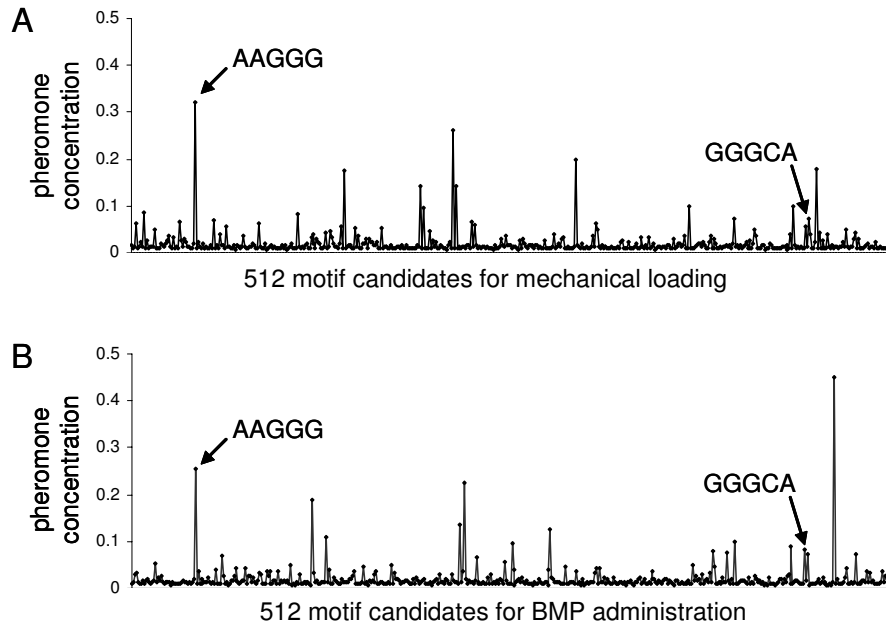 A
pheromone
concentration
0.5
0.4
0.3
0.2
0.1
0
AAGGG
GGGCA
512 motif candidates for mechanical loading
B
pheromone
concentration
0.5
0.4
0.3
0.2
0.1
0
AAGGG
GGGCA
512 motif candidates for BMP administration